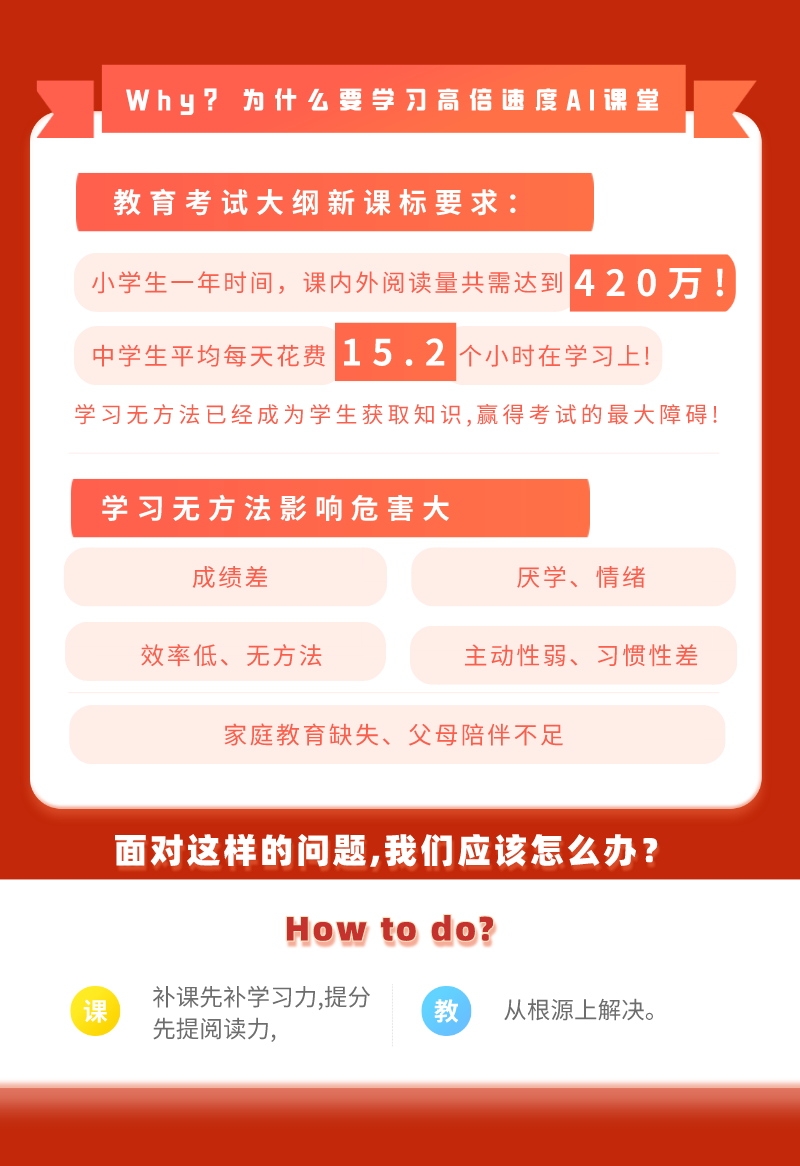 Why？为什么要学习高倍速度AI课堂
教育考试大纲新课标要求：
小学生一年时间，课内外阅读量共需达到420万!
中学生平均每天花费15.2个小时在学习上!
学习无方法已经成为学生获取知识,赢得考试的最大障碍!
学习无方法影响危害大
成绩差
厌学、情绪
效率低、无方法
主动性弱、习惯性差
家庭教育缺失、父母陪伴不足
面对这样的问题,我们应该怎么办？
How to do?
课
补课先补学习力,提分
先提阅读力,
教
从根源上解决。